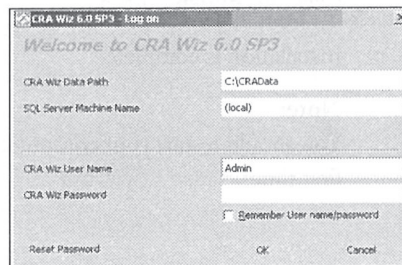 CRA Wiz 6.0 SP3 - Log on
Welcome to CRA Wiz 6.0 SP3
CRA Wiz Data Path C:\CRAData
SQL Server Machine Name (local)
CRA Wiz User Name Admin
CRA Wiz Password
Remember User name/password
Reset Password OK Cancel